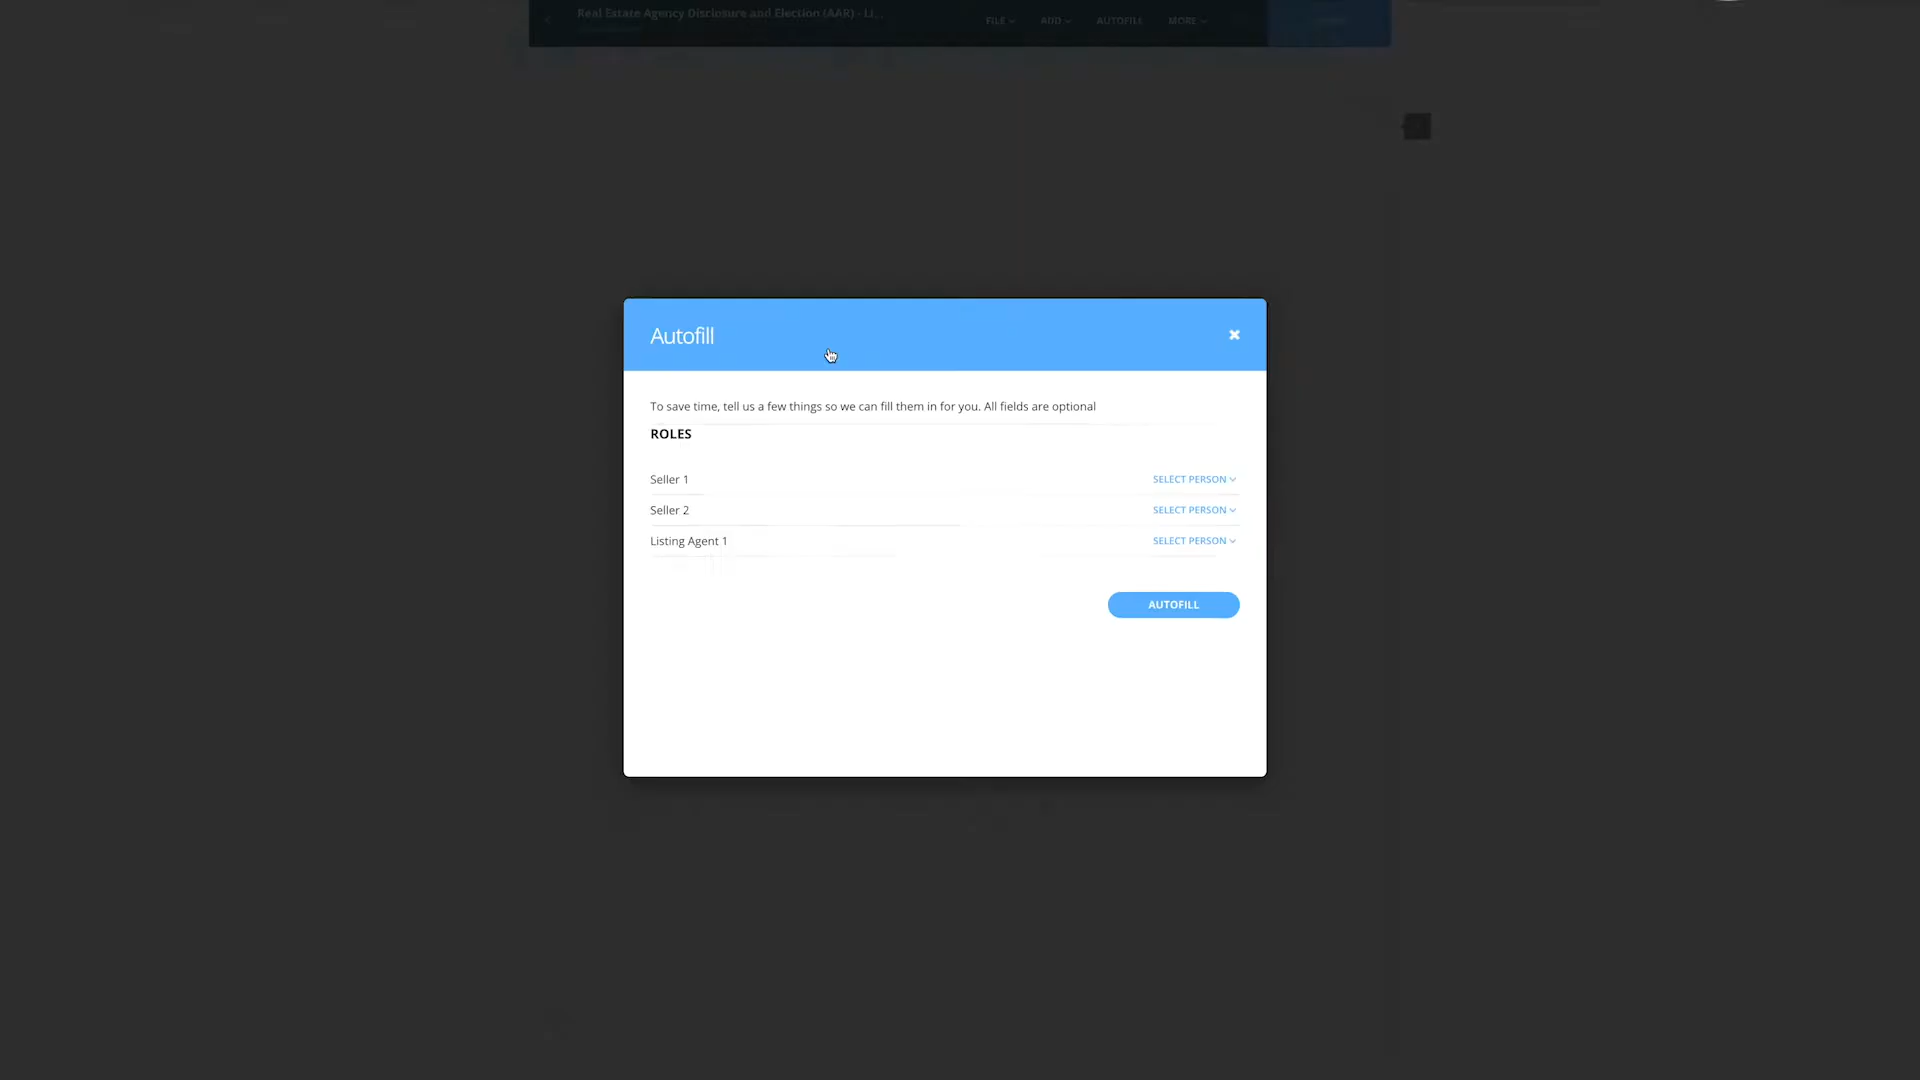 Real Estate Agency Disclosure and Election (AAR) - Li...
FILE
ADD
AUTOFILL
MORE
Autofill
To save time, tell us a few things so we can fill them in for you. All fields are optional
ROLES
Seller 1 SELECT PERSON
Seller 2 SELECT PERSON
Listing Agent 1 SELECT PERSON
AUTOFILL